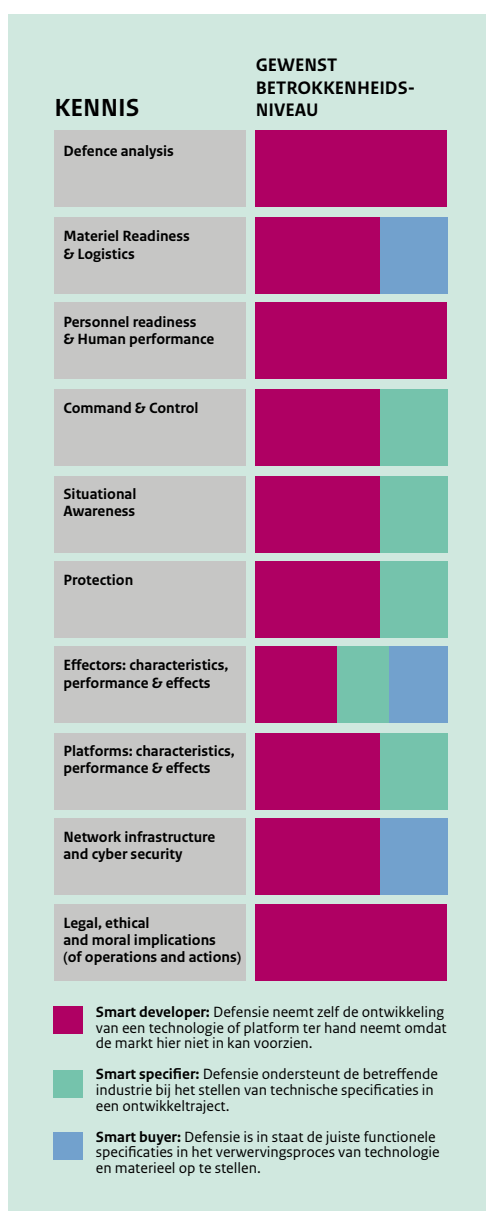 KENNIS
GEWENST
BETROKKENHEIDS-
NIVEAU
Defence analysis
Materiel Readiness
& Logistics
Personnel readiness
& Human performance
Command & Control
Situational
Awareness
Protection
Effectors: characteristics,
performance & effects
Platforms: characteristics,
performance & effects
Network infrastructure
and cyber security
Legal, ethical
and moral implications
(of operations and actions)
Smart developer: Defensie neemt zelf de ontwikkeling
van een technologie of platform ter hand neemt omdat
de markt hier niet in kan voorzien.
Smart specifier: Defensie ondersteunt de betreffende
industrie bij het stellen van technische specificaties in
een ontwikkeltraject.
Smart buyer: Defensie is in staat de juiste functionele
specificaties in het verwervingsproces van technologie
en materieel op te stellen.